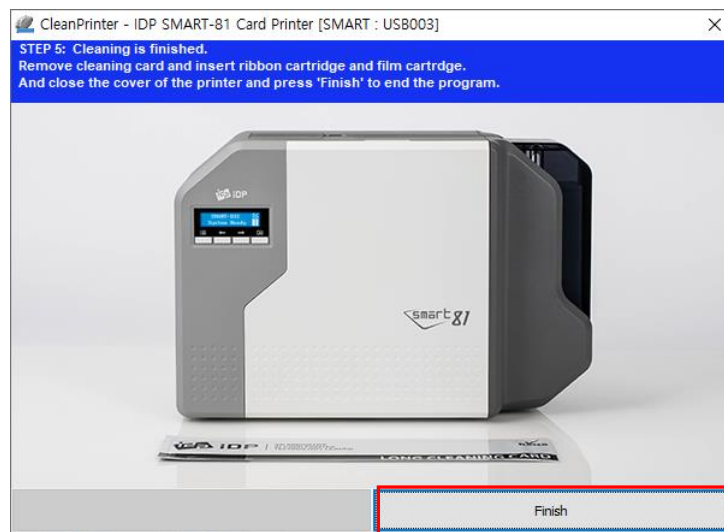 CleanPrinter - IDP SMART-81 Card Printer [SMART : USB003]
STEP 5: Cleaning is finished.
Remove cleaning card and insert ribbon cartridge and film cartrdge.
And close the cover of the printer and press 'Finish' to end the program.
iDP
System Ready
smart 81
iDP
LONG CLEANING CARD
Finish